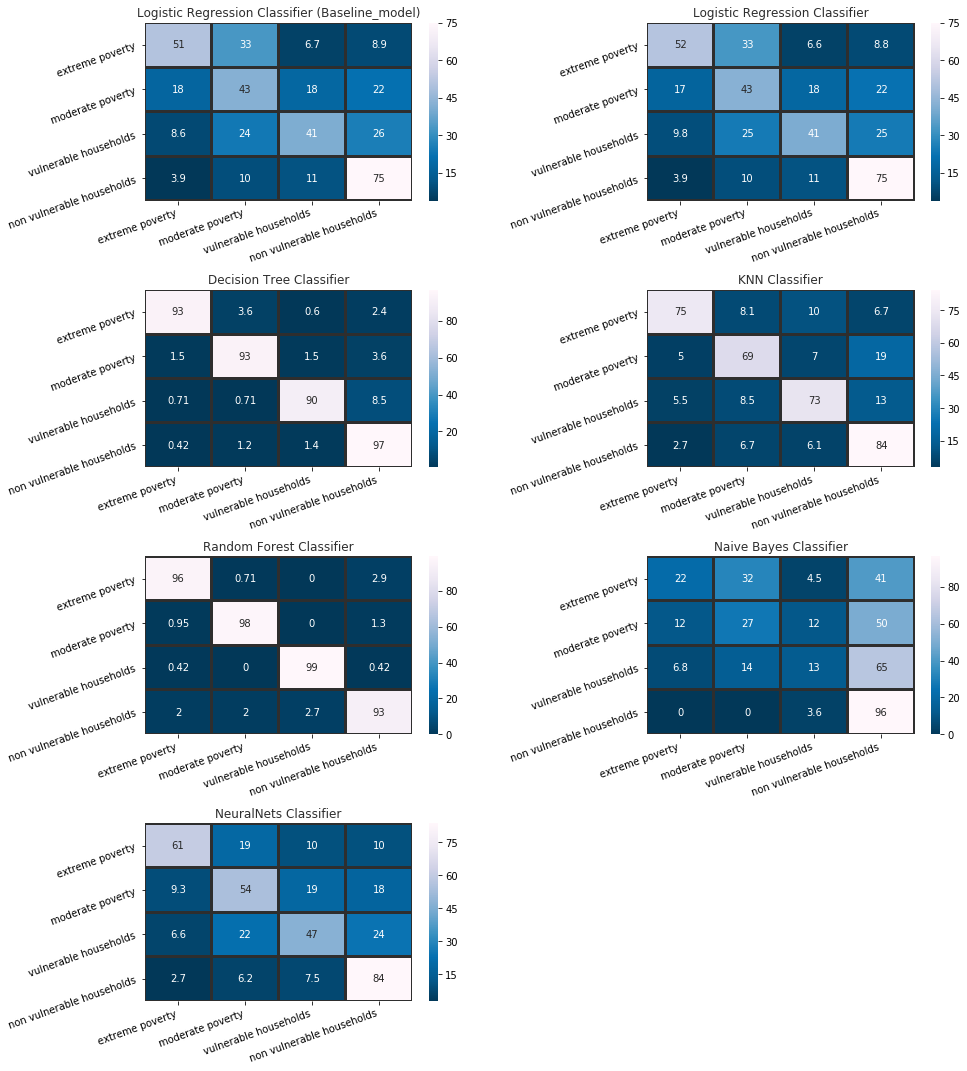 Logistic Regression Classifier (Baseline_model)
extreme poverty 51 33 6.7 8.9
moderate poverty 18 43 18 22
vulnerable households 8.6 24 41 26
non vulnerable households 3.9 10 11 75
extreme poverty moderate poverty vulnerable households non vulnerable households
75
60
45
30
15
Logistic Regression Classifier
extreme poverty 52 33 6.6 8.8
moderate poverty 17 43 18 22
vulnerable households 9.8 25 41 25
non vulnerable households 3.9 10 11 75
extreme poverty moderate poverty vulnerable households non vulnerable households
75
60
45
30
15
Decision Tree Classifier
extreme poverty 93 3.6 0.6 2.4
moderate poverty 1.5 93 1.5 3.6
vulnerable households 0.71 0.71 90 8.5
non vulnerable households 0.42 1.2 1.4 97
extreme poverty moderate poverty vulnerable households non vulnerable households
80
60
40
20
KNN Classifier
extreme poverty 75 8.1 10 6.7
moderate poverty 5 69 7 19
vulnerable households 5.5 8.5 73 13
non vulnerable households 2.7 6.7 6.1 84
extreme poverty moderate poverty vulnerable households non vulnerable households
75
60
45
30
15
Random Forest Classifier
extreme poverty 96 0.71 0 2.9
moderate poverty 0.95 98 0 1.3
vulnerable households 0.42 0 99 0.42
non vulnerable households 2 2 2.7 93
extreme poverty moderate poverty vulnerable households non vulnerable households
80
60
40
20
0
Naive Bayes Classifier
extreme poverty 22 32 4.5 41
moderate poverty 12 27 12 50
vulnerable households 6.8 14 13 65
non vulnerable households 0 0 3.6 96
extreme poverty moderate poverty vulnerable households non vulnerable households
80
60
40
20
0
NeuralNets Classifier
extreme poverty 61 19 10 10
moderate poverty 9.3 54 19 18
vulnerable households 6.6 22 47 24
non vulnerable households 2.7 6.2 7.5 84
extreme poverty moderate poverty vulnerable households non vulnerable households
75
60
45
30
15